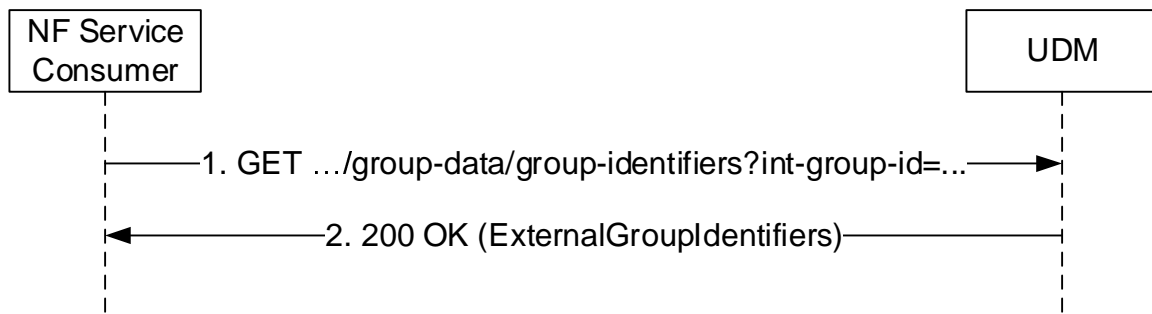 NF Service
Consumer
UDM
1. GET …/group-data/group-identifiers?int-group-id=...
2. 200 OK (ExternalGroupIdentifiers)